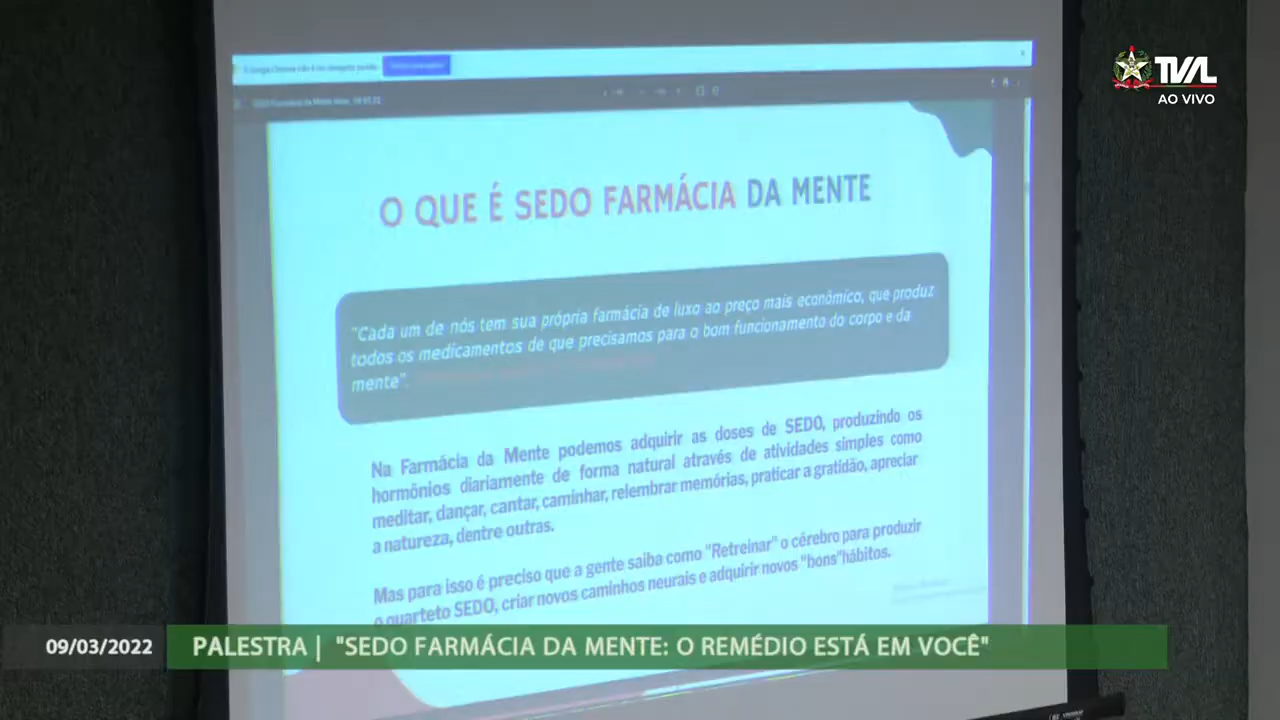 TVAL
AO VIVO
O QUE É SEDO FARMÁCIA DA MENTE
"Cada um de nós tem sua própria farmácia de luxo ao preço mais econômico, que produz
todos os medicamentos de que precisamos para o bom funcionamento do corpo e da
mente".
Na Farmácia da Mente podemos adquirir as doses de SEDO, produzindo os
hormônios diariamente de forma natural através de atividades simples como
meditar, dançar, cantar, caminhar, relembrar memórias, praticar a gratidão, apreciar
a natureza, dentre outras.
Mas para isso é preciso que a gente saiba como "Retreinar" o cérebro para produzir
o quarteto SEDO, criar novos caminhos neurais e adquirir novos "bons"hábitos.
09/03/2022
PALESTRA | "SEDO FARMÁCIA DA MENTE: O REMÉDIO ESTÁ EM VOCÊ"